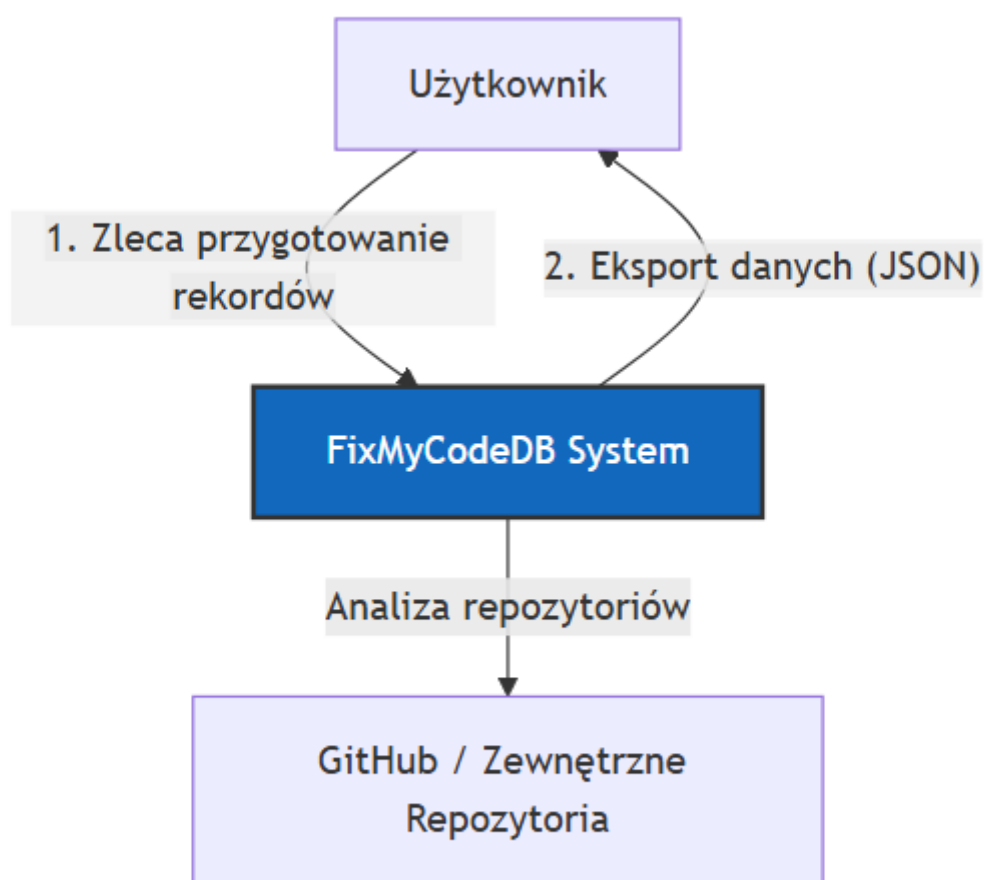 Użytkownik
1. Zleca przygotowanie
rekordów
2. Eksport danych (JSON)
FixMyCodeDB System
Analiza repozytoriów
GitHub / Zewnętrzne
Repozytoria